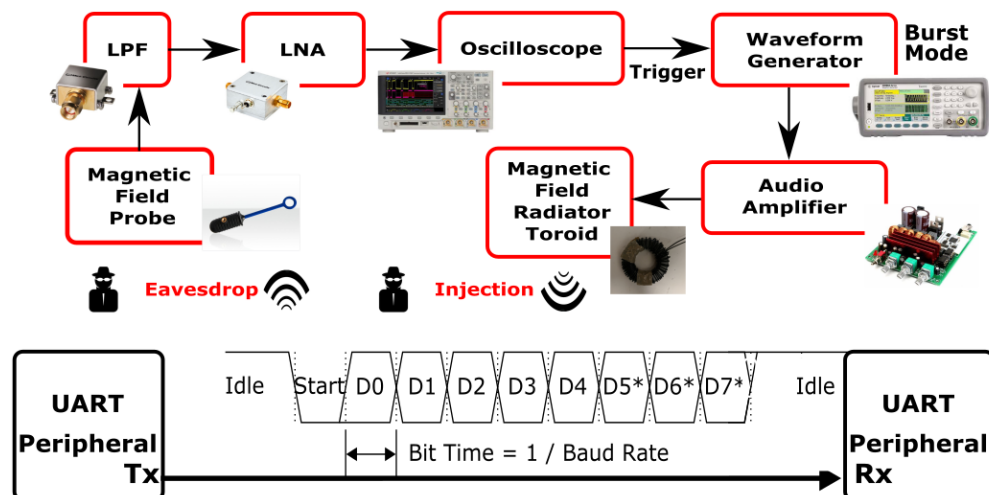 LPF
LNA
Oscilloscope
Trigger
Waveform
Generator
Burst
Mode
Magnetic
Field
Probe
Magnetic
Field
Radiator
Toroid
Audio
Amplifier
Eavesdrop
Injection
UART
Peripheral
Tx
Idle
Start
D0
D1
D2
D3
D4
D5*
D6*
D7*
Idle
Bit Time = 1 / Baud Rate
UART
Peripheral
Rx